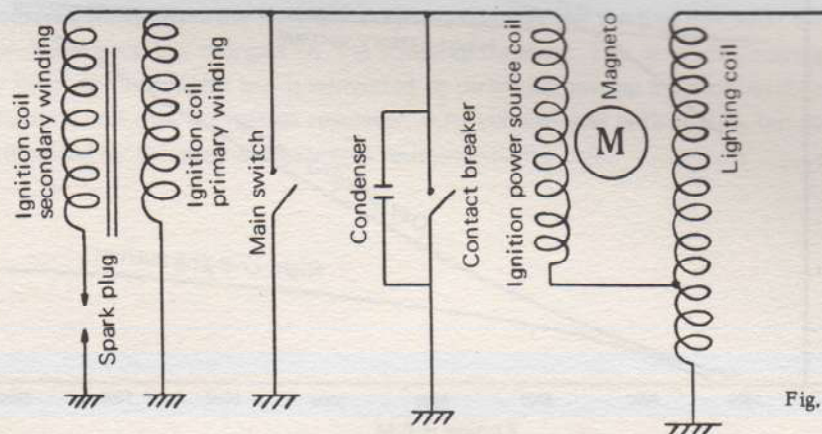 Ignition coil
secondary winding
Spark plug
Ignition coil
primary winding
Main switch
Condenser
Contact breaker
Ignition power source coil
Magneto
M
Lighting coil
Fig.